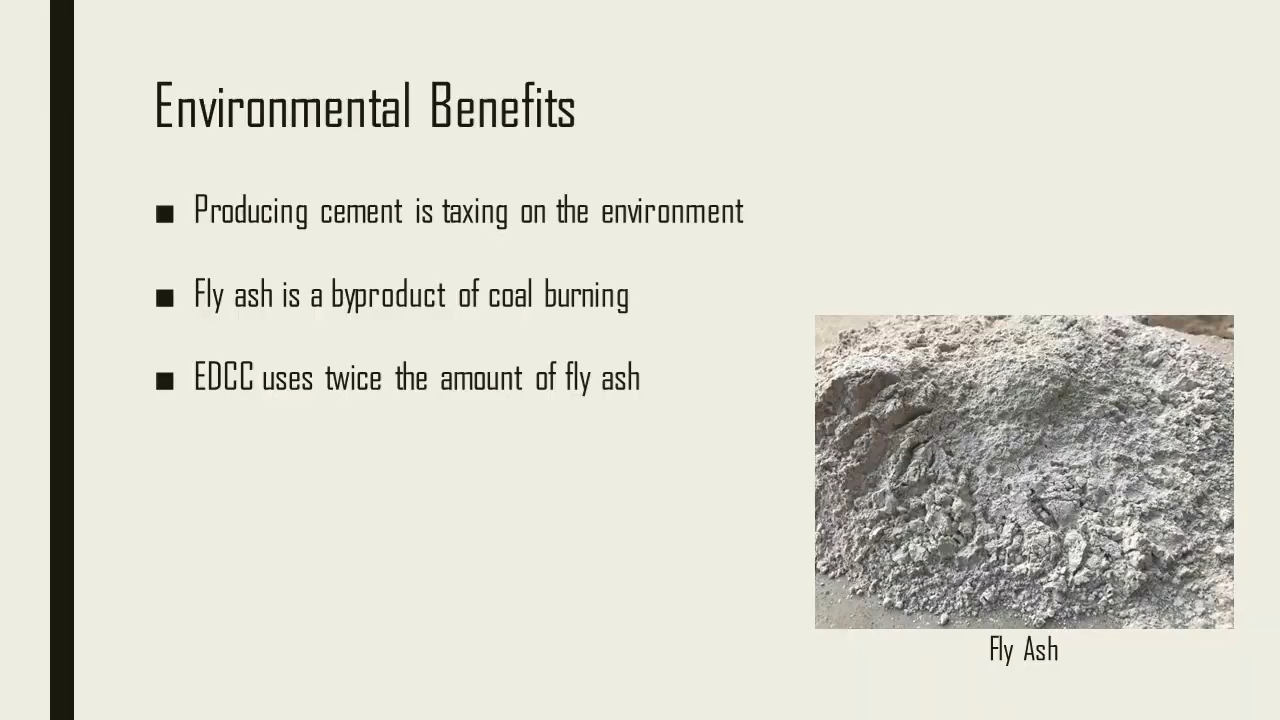 Environmental Benefits
Producing cement is taxing on the environment
Fly ash is a byproduct of coal burning
EDCC uses twice the amount of fly ash
Fly Ash